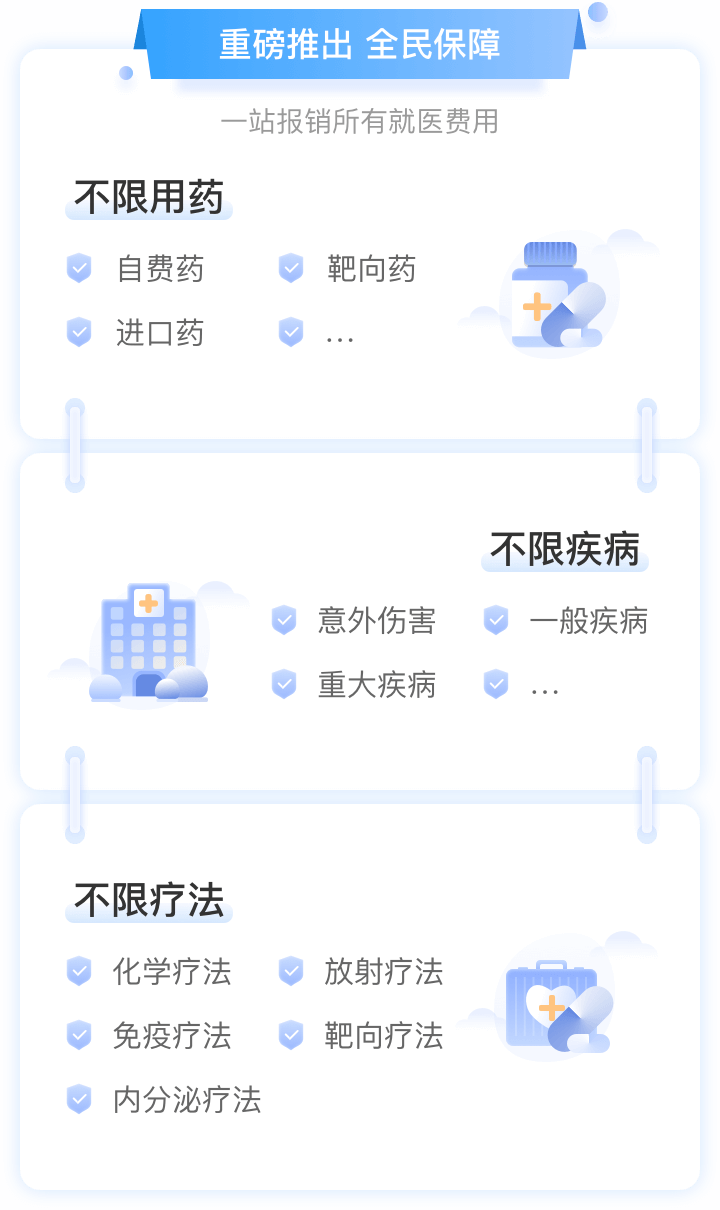 重磅推出 全民保障
一站报销所有就医费用
不限用药
自费药 靶向药
进口药 ...
不限疾病
意外伤害 一般疾病
重大疾病 ...
不限疗法
化学疗法 放射疗法
免疫疗法 靶向疗法
内分泌疗法